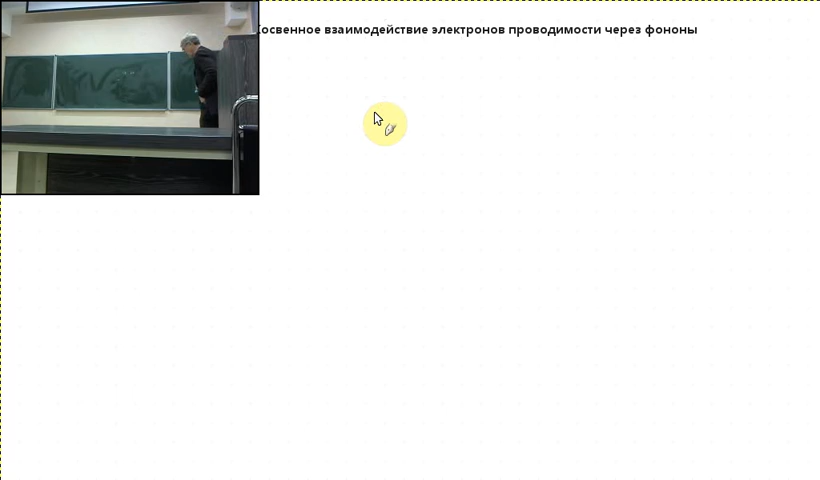 освенное взаимодействие электронов проводимости через фононы